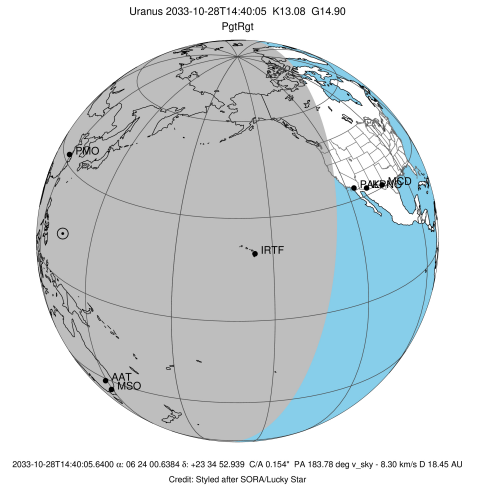 Uranus 2033-10-28T14:40:05 K13.08 G14.90
PgtRgt
PMO
MCD
IRTF
AAT
MSO
2033-10-28T14:40:05.6400 α: 06 24 00.6384 δ: +23 34 52.939 C/A 0.154" PA 183.78 deg v_sky - 8.30 km/s D 18.45 AU
Credit: Styled after SORA/Lucky Star